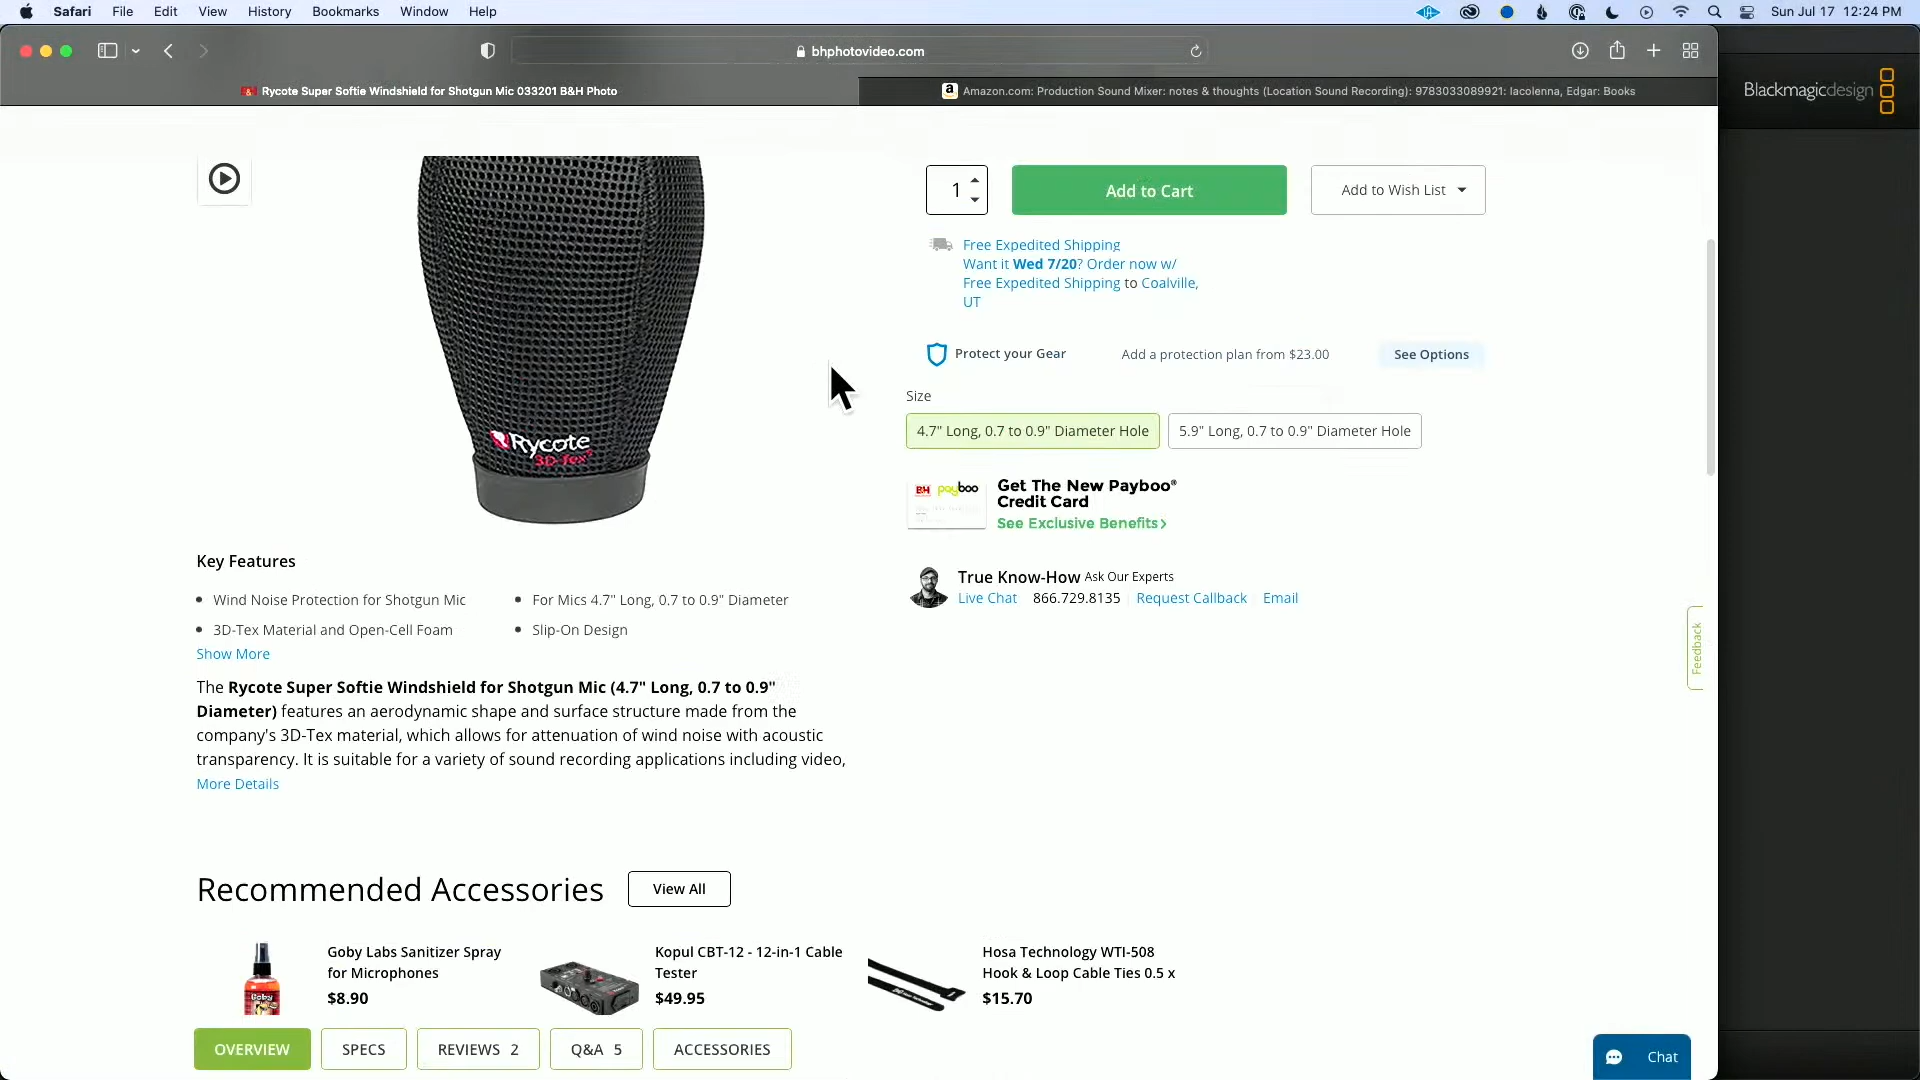 Safari File Edit View History Bookmarks Window Help
Sun Jul 17 12:24 PM
bhphotovideo.com
Rycote Super Softie Windshield for Shotgun Mic 033201 B&H Photo
Amazon.com: Production Sound Mixer: notes & thoughts (Location Sound Recording): 9783033089921: Iacolenna, Edgar: Books
Blackmagicdesign
1
Add to Cart
Add to Wish List
Free Expedited Shipping
Want it Wed 7/20? Order now w/
Free Expedited Shipping to Coalville,
UT
Protect your Gear
Add a protection plan from $23.00
See Options
Size
4.7" Long, 0.7 to 0.9" Diameter Hole
5.9" Long, 0.7 to 0.9" Diameter Hole
Rycote
3D-Tex
B&H payboo
Get The New Payboo®
Credit Card
See Exclusive Benefits›
True Know-How Ask Our Experts
Live Chat 866.729.8135 Request Callback Email
Feedback
Key Features
Wind Noise Protection for Shotgun Mic
For Mics 4.7" Long, 0.7 to 0.9" Diameter
3D-Tex Material and Open-Cell Foam
Slip-On Design
Show More
The Rycote Super Softie Windshield for Shotgun Mic (4.7" Long, 0.7 to 0.9"
Diameter) features an aerodynamic shape and surface structure made from the
company's 3D-Tex material, which allows for attenuation of wind noise with acoustic
transparency. It is suitable for a variety of sound recording applications including video,
More Details
Recommended Accessories
View All
Goby
Goby Labs Sanitizer Spray
for Microphones
$8.90
Kopul CBT-12 - 12-in-1 Cable
Tester
$49.95
Hosa Technology WTI-508
Hook & Loop Cable Ties 0.5 x
$15.70
OVERVIEW
SPECS
REVIEWS 2
Q&A 5
ACCESSORIES
Chat